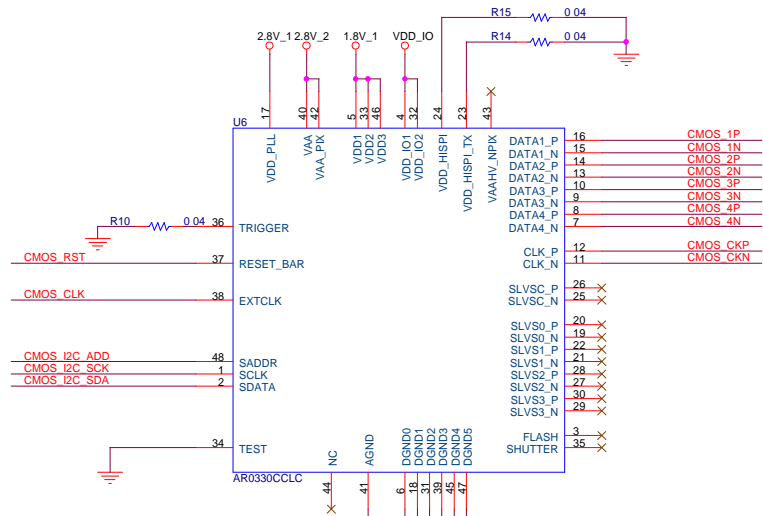 R15 0 04
R14 0 04
2.8V_1 2.8V_2 1.8V_1 VDD_IO
17 40 42 5 33 46 4 32 24 23 43
U6
VDD_PLL VAA VAA_PIX VDD1 VDD2 VDD3 VDD_IO1 VDD_IO2 VDD_HISPI VDD_HISPI_TX VAAHV_NPIX
DATA1_P 16 CMOS_1P
DATA1_N 15 CMOS_1N
DATA2_P 14 CMOS_2P
DATA2_N 13 CMOS_2N
DATA3_P 10 CMOS_3P
DATA3_N 9 CMOS_3N
DATA4_P 8 CMOS_4P
DATA4_N 7 CMOS_4N
R10 0 04 36 TRIGGER
CLK_P 12 CMOS_CKP
CLK_N 11 CMOS_CKN
CMOS_RST 37 RESET_BAR
SLVSC_P 26
SLVSC_N 25
CMOS_CLK 38 EXTCLK
SLVS0_P 20
SLVS0_N 19
SLVS1_P 22
SLVS1_N 21
SLVS2_P 28
SLVS2_N 27
SLVS3_P 30
SLVS3_N 29
CMOS_I2C_ADD 48 SADDR
CMOS_I2C_SCK 1 SCLK
CMOS_I2C_SDA 2 SDATA
FLASH 3
SHUTTER 35
34 TEST
NC AGND DGND0 DGND1 DGND2 DGND3 DGND4 DGND5
AR0330CCLC
44 41 6 18 31 39 45 47